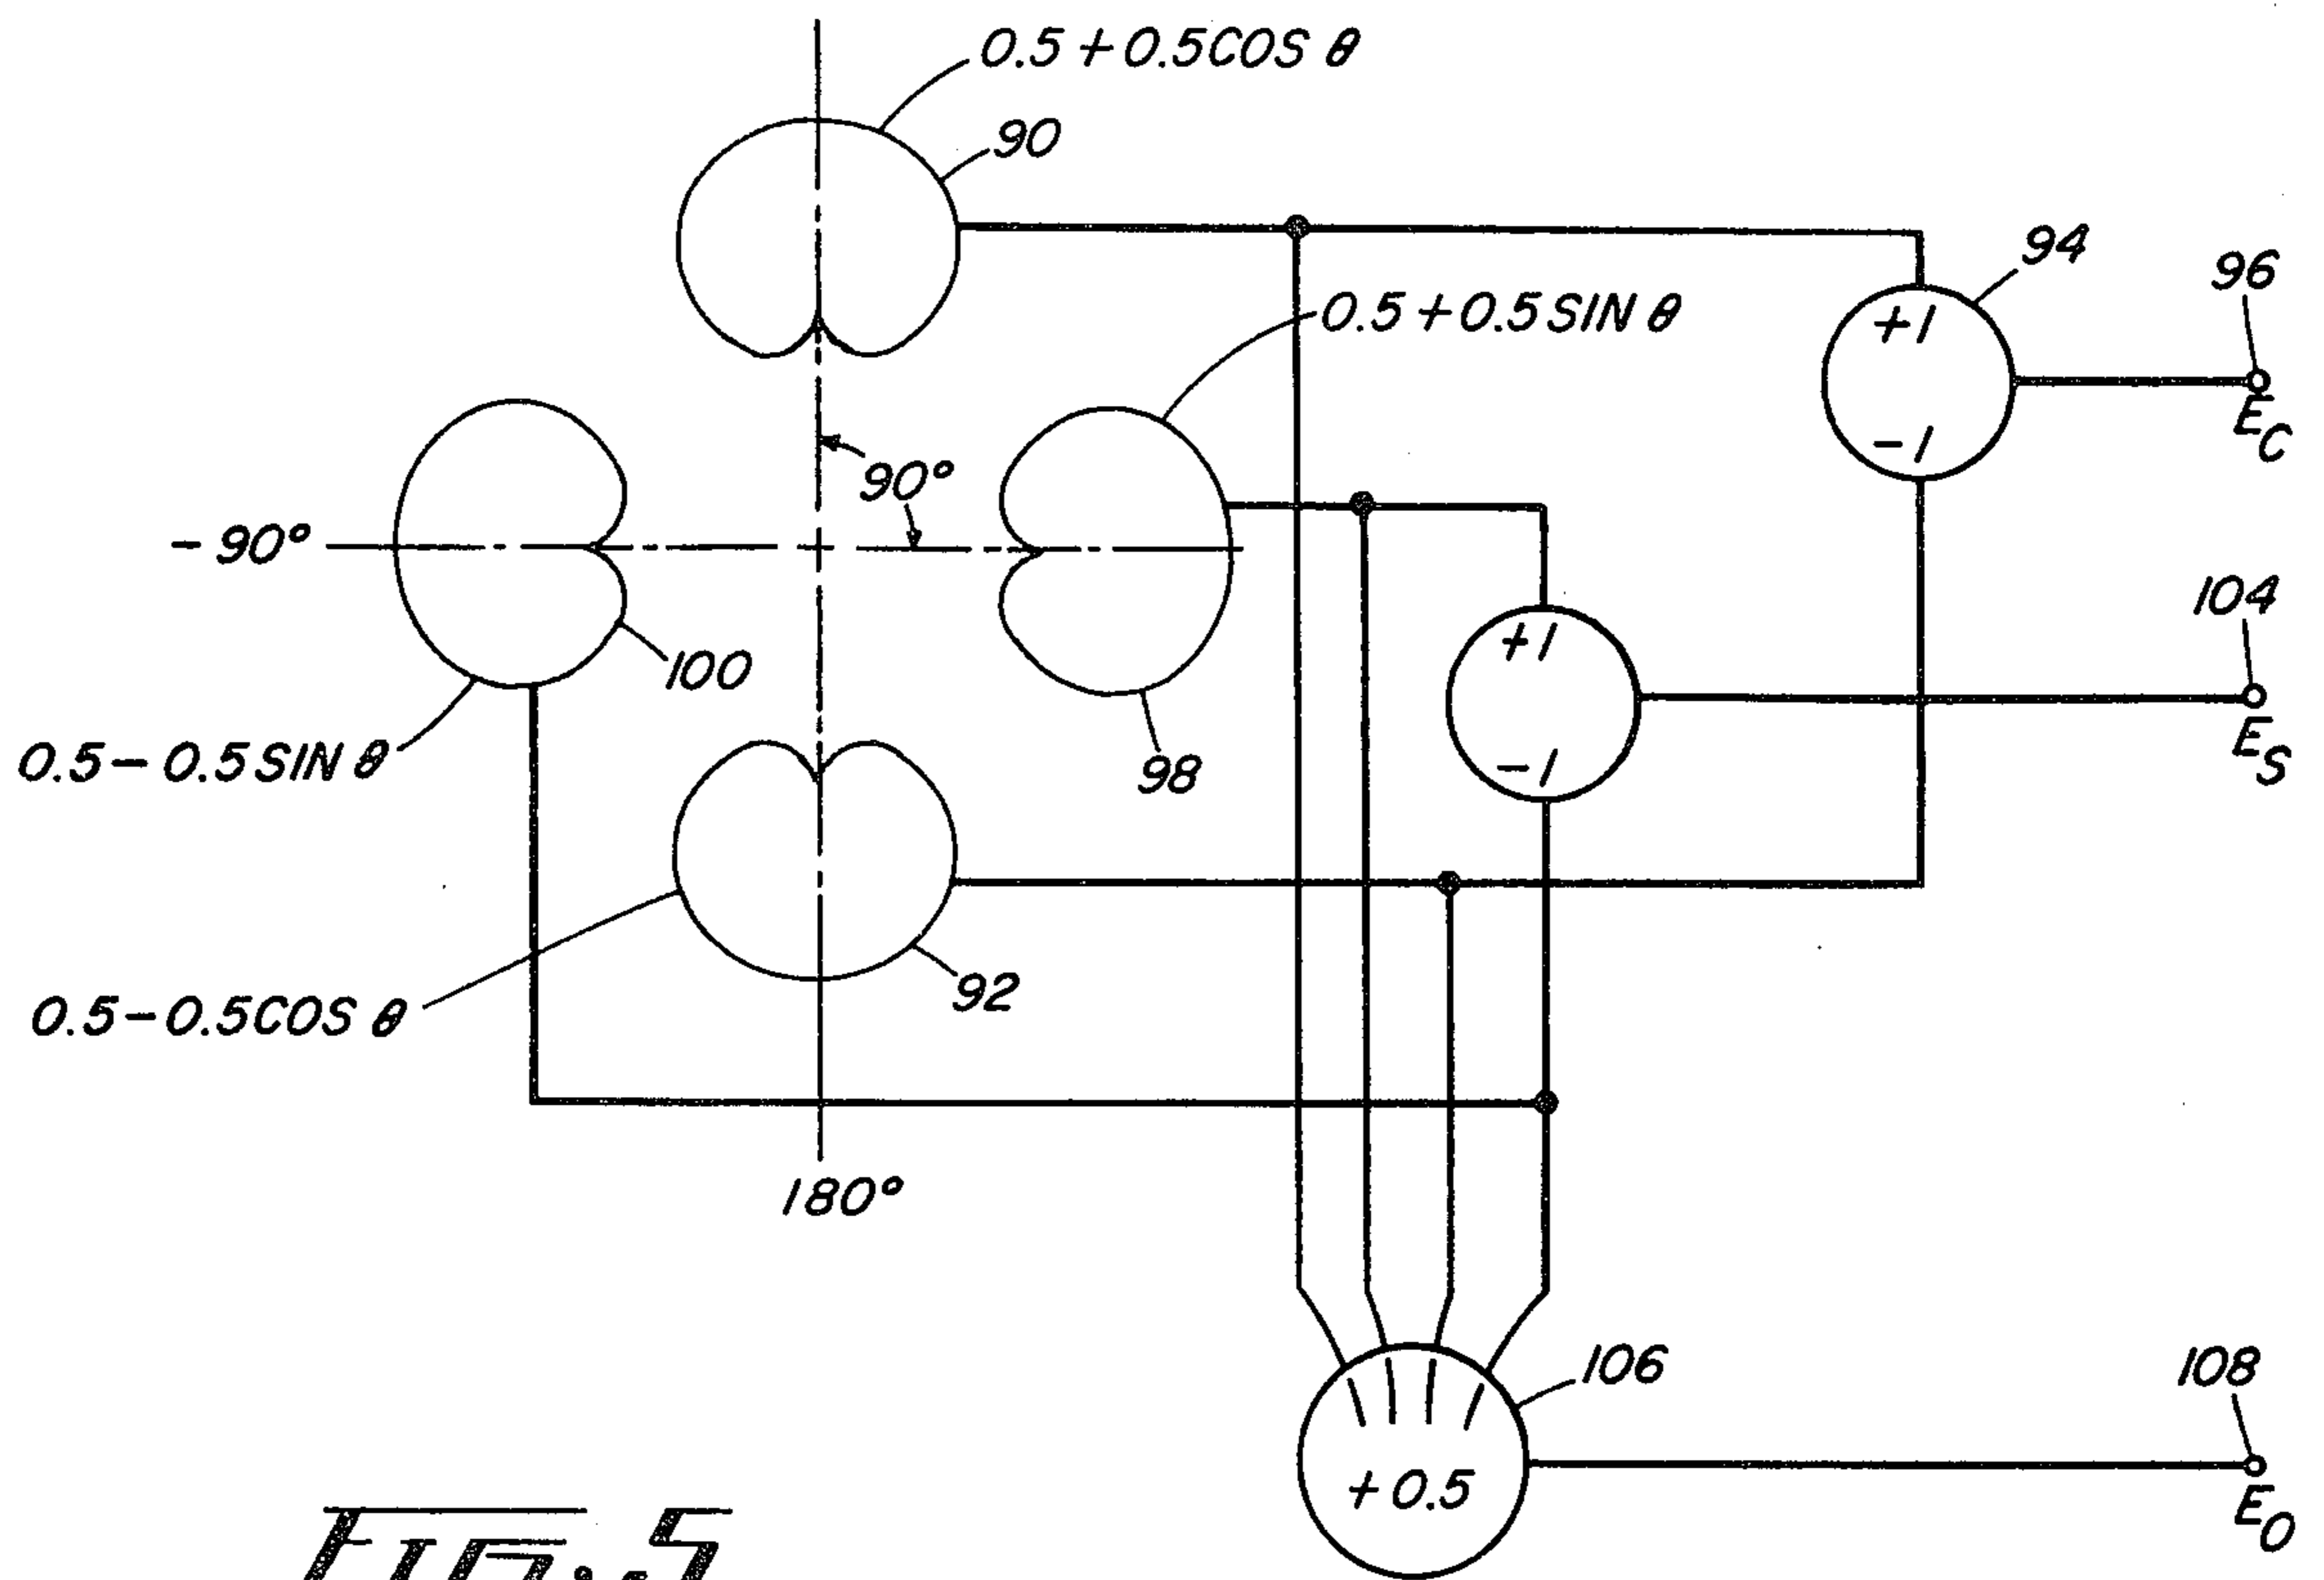 0.5+0.5COS θ
90
94
96
0.5+0.5SIN θ
+1
-1
E_C
90°
-90°
104
100
+1
-1
E_S
0.5-0.5SIN θ
98
92
0.5-0.5COS θ
180°
106
108
+0.5
E_O
FIG. 5